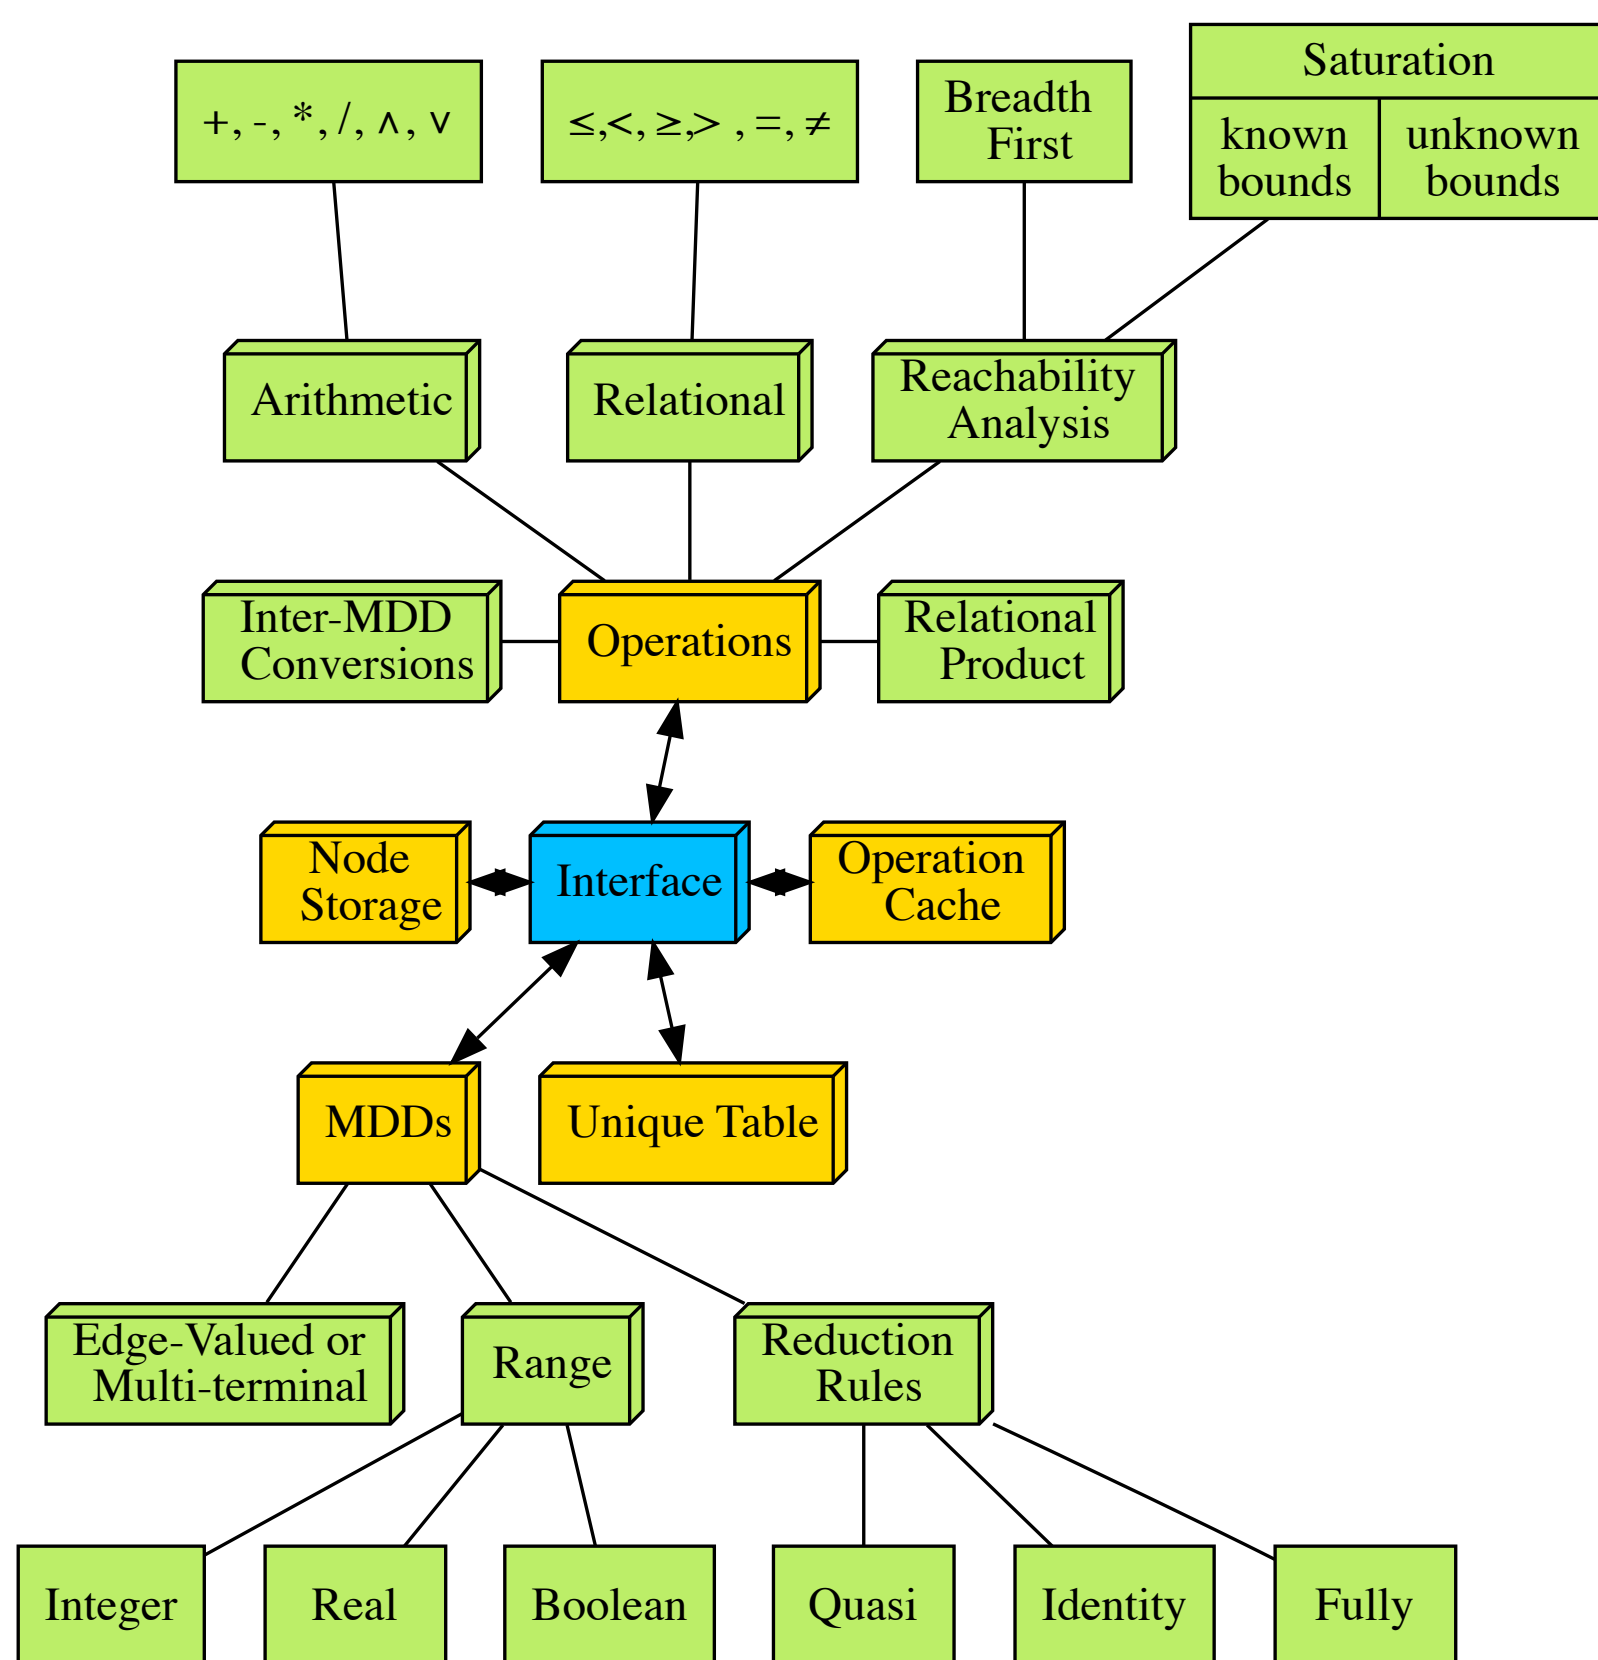 +, -, *, /, ∧, ∨
≤,<, ≥,> , =, ≠
Breadth
First
Saturation
known
bounds
unknown
bounds
Arithmetic
Relational
Reachability
Analysis
Inter-MDD
Conversions
Operations
Relational
Product
Node
Storage
Interface
Operation
Cache
MDDs
Unique Table
Edge-Valued or
Multi-terminal
Range
Reduction
Rules
Integer
Real
Boolean
Quasi
Identity
Fully